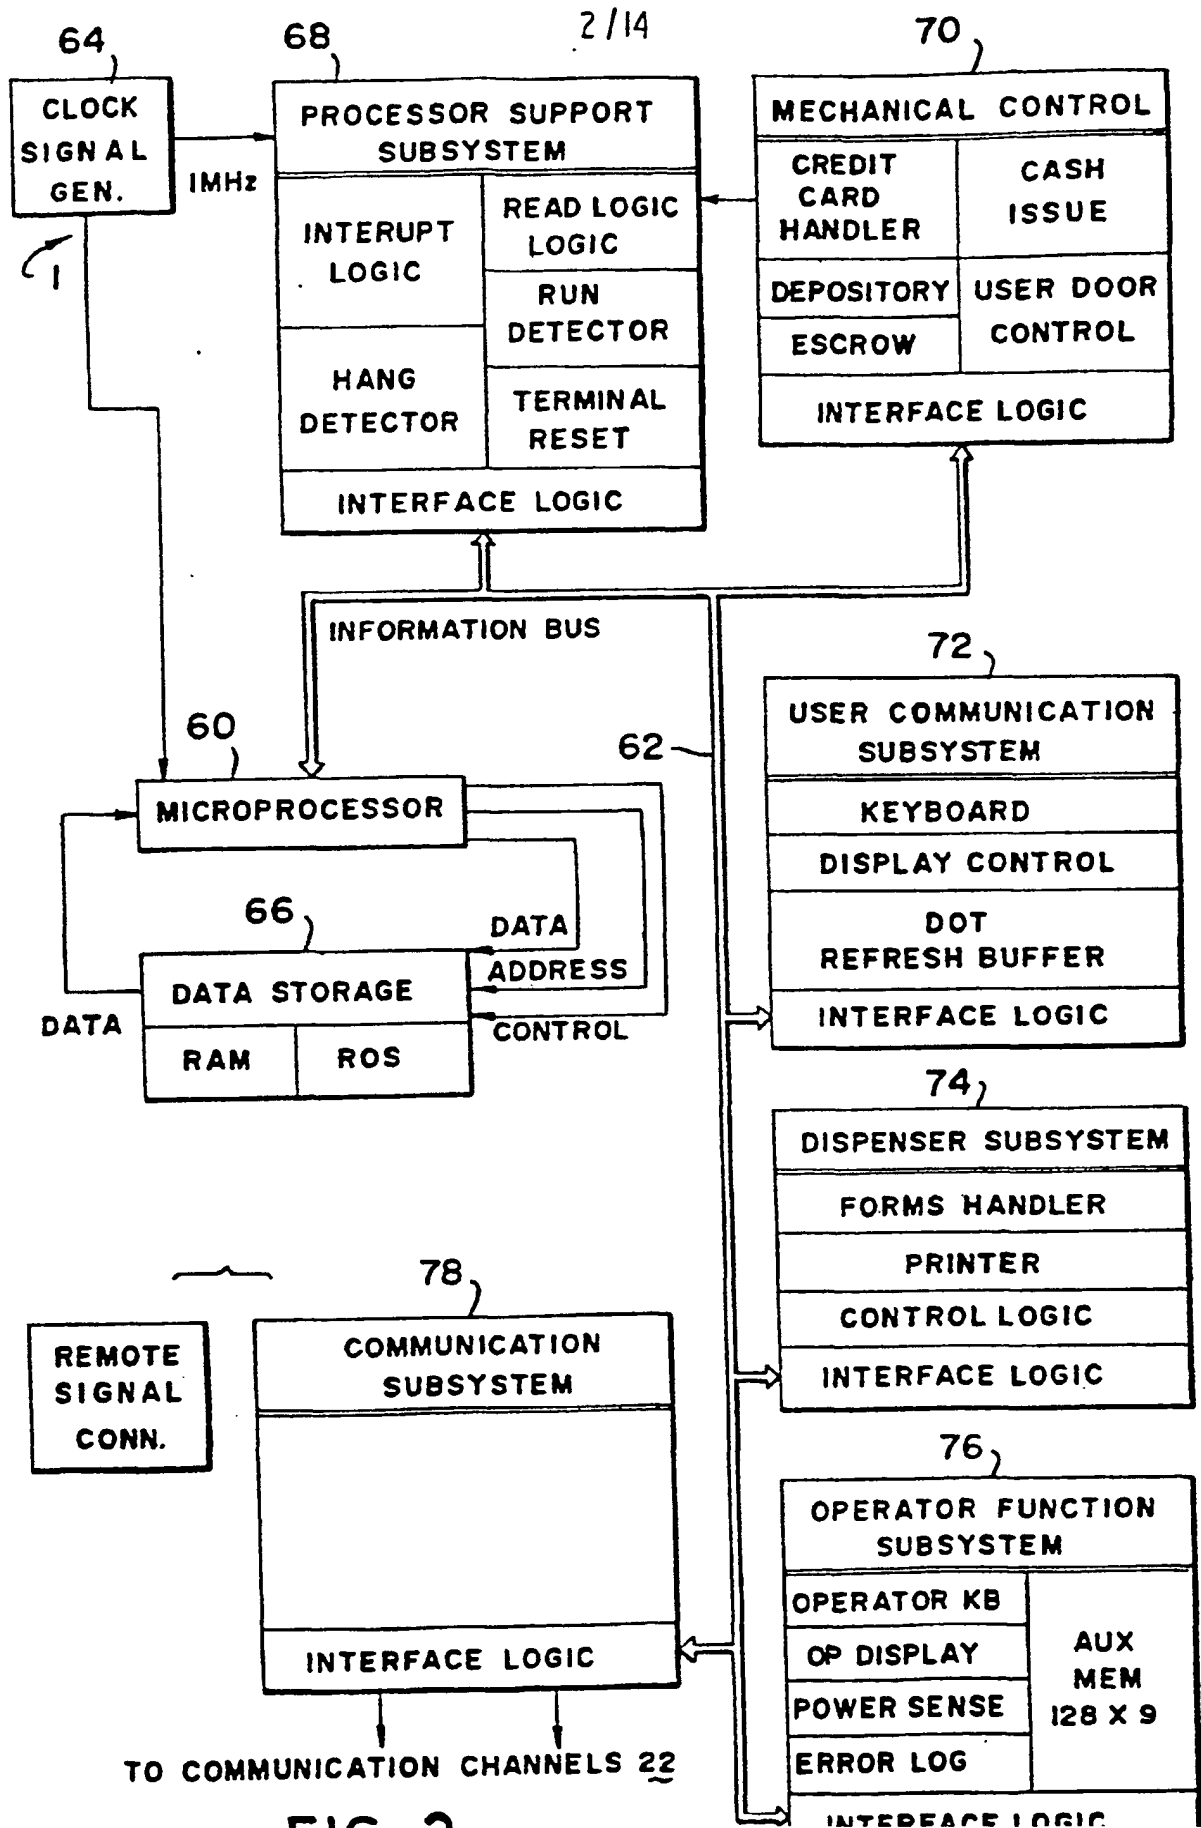 2/14
64
CLOCK
SIGNAL
GEN.
1MHz
1
68
PROCESSOR SUPPORT
SUBSYSTEM
INTERUPT
LOGIC
READ LOGIC
LOGIC
RUN
DETECTOR
HANG
DETECTOR
TERMINAL
RESET
INTERFACE LOGIC
70
MECHANICAL CONTROL
CREDIT
CARD
HANDLER
CASH
ISSUE
DEPOSITORY
ESCROW
USER DOOR
CONTROL
INTERFACE LOGIC
INFORMATION BUS
62
60
MICROPROCESSOR
66
DATA STORAGE
RAM
ROS
DATA
DATA
ADDRESS
CONTROL
72
USER COMMUNICATION
SUBSYSTEM
KEYBOARD
DISPLAY CONTROL
DOT
REFRESH BUFFER
INTERFACE LOGIC
74
DISPENSER SUBSYSTEM
FORMS HANDLER
PRINTER
CONTROL LOGIC
INTERFACE LOGIC
REMOTE
SIGNAL
CONN.
78
COMMUNICATION
SUBSYSTEM
INTERFACE LOGIC
TO COMMUNICATION CHANNELS 22
76
OPERATOR FUNCTION
SUBSYSTEM
OPERATOR KB
OP DISPLAY
POWER SENSE
ERROR LOG
AUX
MEM
128 X 9
INTERFACE LOGIC
FIG. 2